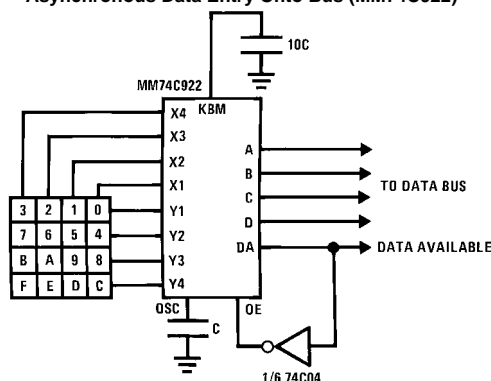 Asynchronous Data Entry Onto Bus (MM74C922)
10C
MM74C922
KBM
X4
X3
X2
X1
Y1
Y2
Y3
Y4
A
B
C
D
DA
TO DATA BUS
DATA AVAILABLE
3 2 1 0
7 6 5 4
B A 9 8
F E D C
OSC
OE
C
1/6 74C04